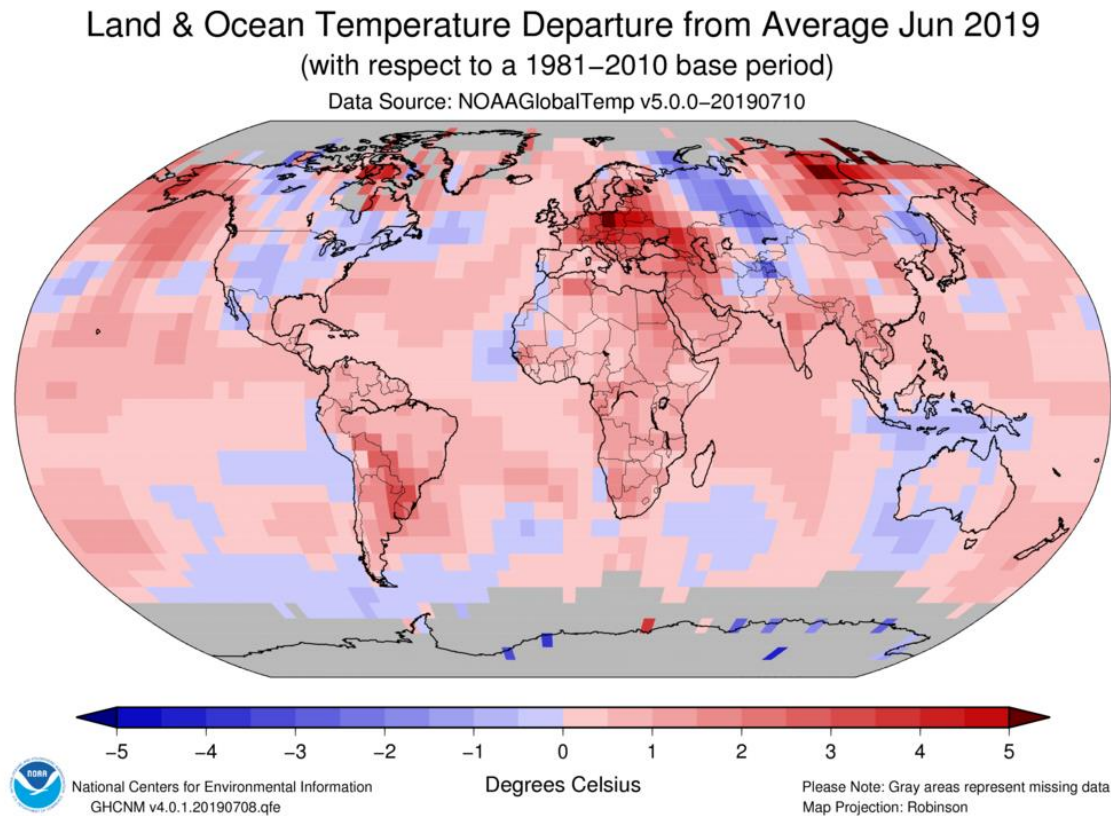 Land & Ocean Temperature Departure from Average Jun 2019
(with respect to a 1981–2010 base period)
Data Source: NOAAGlobalTemp v5.0.0–20190710
−5 −4 −3 −2 −1 0 1 2 3 4 5
Degrees Celsius
NOAA
National Centers for Environmental Information
GHCNM v4.0.1.20190708.qfe
Please Note: Gray areas represent missing data
Map Projection: Robinson